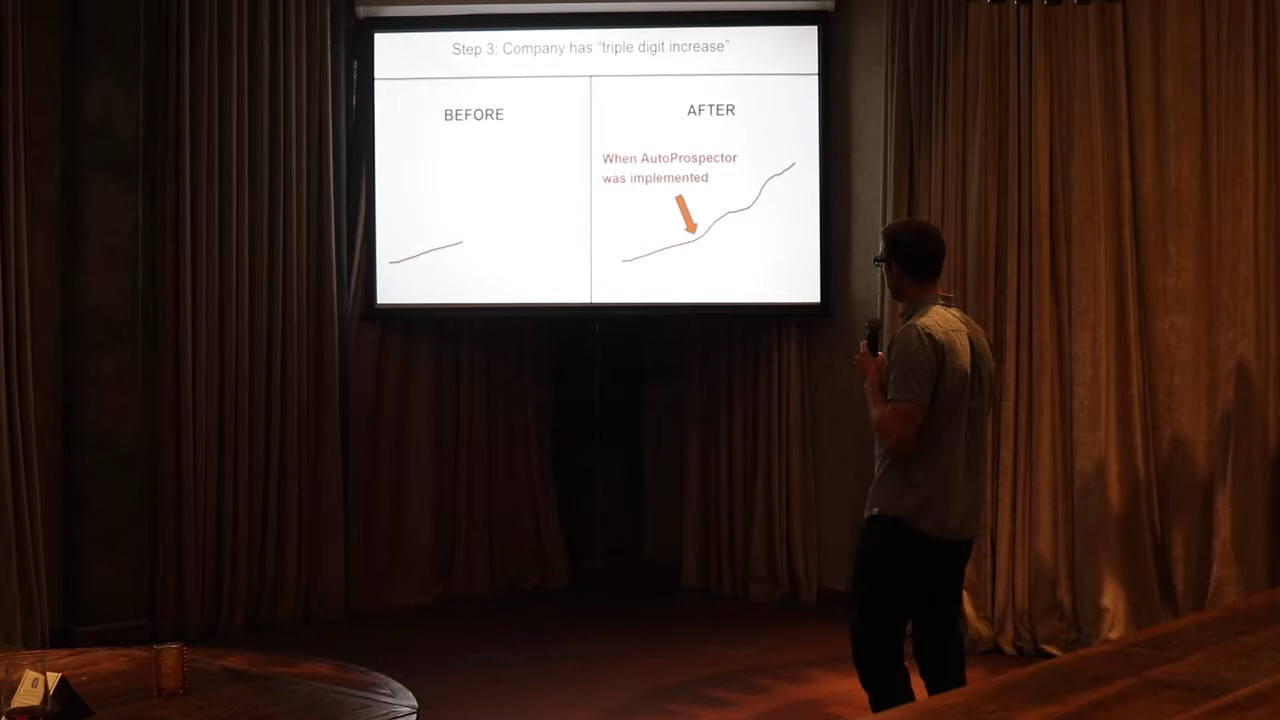 Step 3: Company has “triple digit increase”
BEFORE
AFTER
When AutoProspector
was implemented